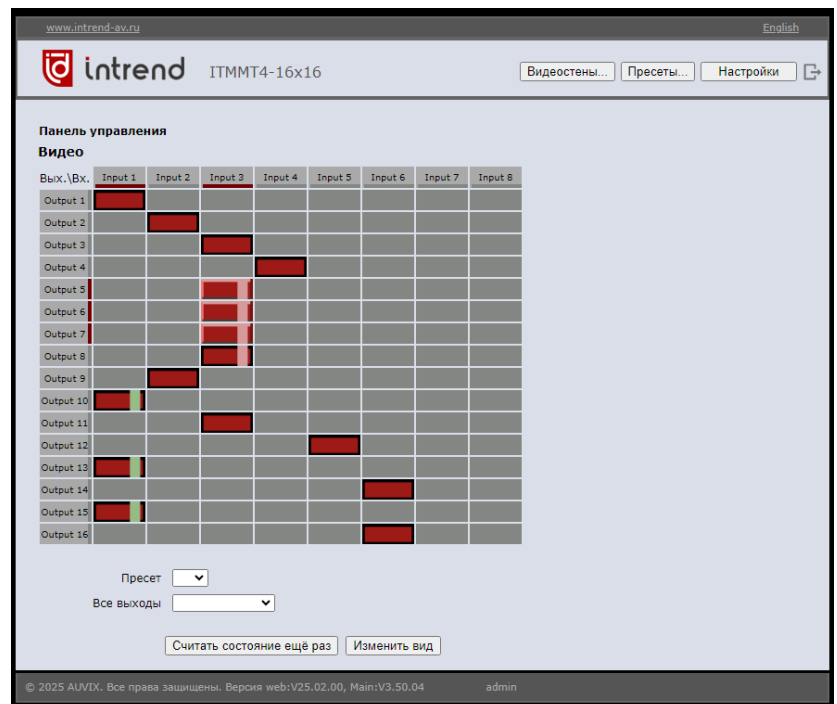 www.intrend-av.ru English
intrend ITMMT4-16x16 Видеостены... Пресеты... Настройки
Панель управления
Видео
Вых.\Вх. Input 1 Input 2 Input 3 Input 4 Input 5 Input 6 Input 7 Input 8
Output 1
Output 2
Output 3
Output 4
Output 5
Output 6
Output 7
Output 8
Output 9
Output 10
Output 11
Output 12
Output 13
Output 14
Output 15
Output 16
Пресет
Все выходы
Считать состояние ещё раз Изменить вид
© 2025 AUVIX. Все права защищены. Версия web:V25.02.00, Main:V3.50.04 admin